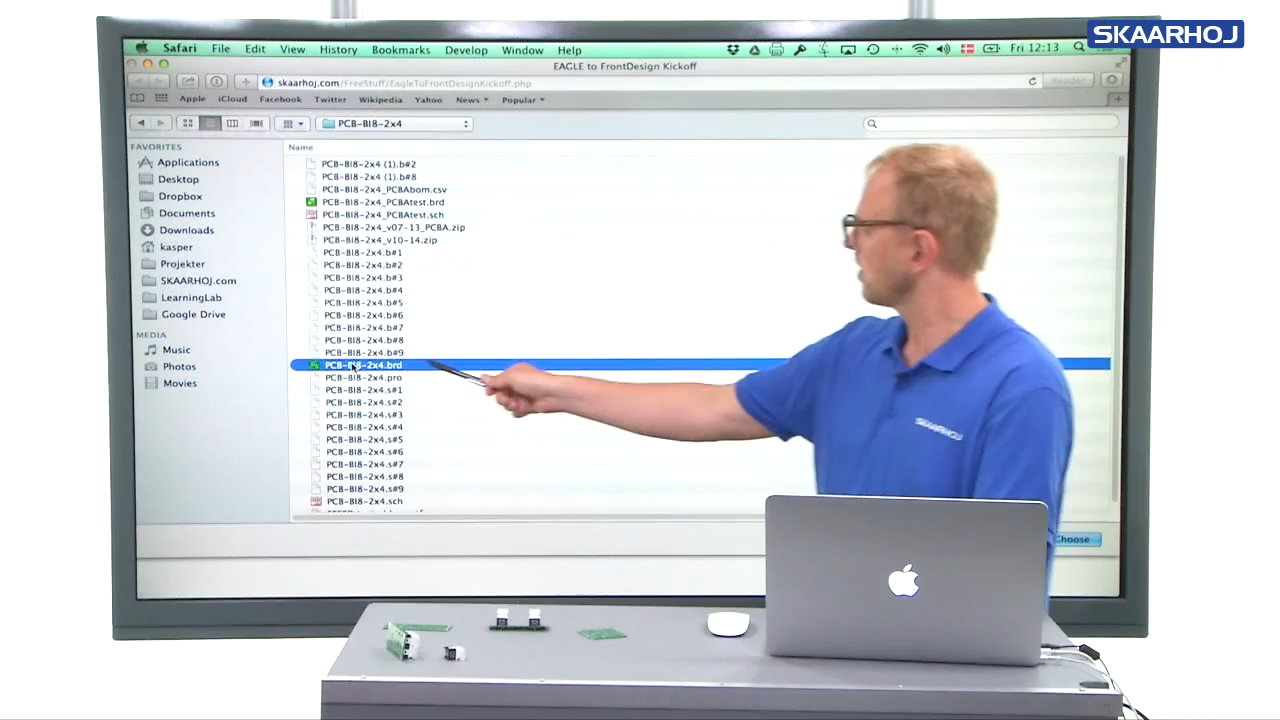 SKAARHOJ
Safari File Edit View History Bookmarks Develop Window Help Fri 12:13
EAGLE to FrontDesign Kickoff
skaarhoj.com/FreeStuff/EagleToFrontDesignKickoff.php
Reader
Apple iCloud Facebook Twitter Wikipedia Yahoo News Popular
PCB-BI8-2x4
FAVORITES
Applications
Desktop
Dropbox
Documents
Downloads
kasper
Projekter
SKAARHOJ.com
LearningLab
Google Drive
MEDIA
Music
Photos
Movies
Name
PCB-BI8-2x4 (1).b#2
PCB-BI8-2x4 (1).b#8
PCB-BI8-2x4_PCBAbom.csv
PCB-BI8-2x4_PCBAtest.brd
PCB-BI8-2x4_PCBAtest.sch
PCB-BI8-2x4_v07-13_PCBA.zip
PCB-BI8-2x4_v10-14.zip
PCB-BI8-2x4.b#1
PCB-BI8-2x4.b#2
PCB-BI8-2x4.b#3
PCB-BI8-2x4.b#4
PCB-BI8-2x4.b#5
PCB-BI8-2x4.b#6
PCB-BI8-2x4.b#7
PCB-BI8-2x4.b#8
PCB-BI8-2x4.b#9
PCB-BI8-2x4.brd
PCB-BI8-2x4.pro
PCB-BI8-2x4.s#1
PCB-BI8-2x4.s#2
PCB-BI8-2x4.s#3
PCB-BI8-2x4.s#4
PCB-BI8-2x4.s#5
PCB-BI8-2x4.s#6
PCB-BI8-2x4.s#7
PCB-BI8-2x4.s#8
PCB-BI8-2x4.s#9
PCB-BI8-2x4.sch
Choose
SKAARHOJ